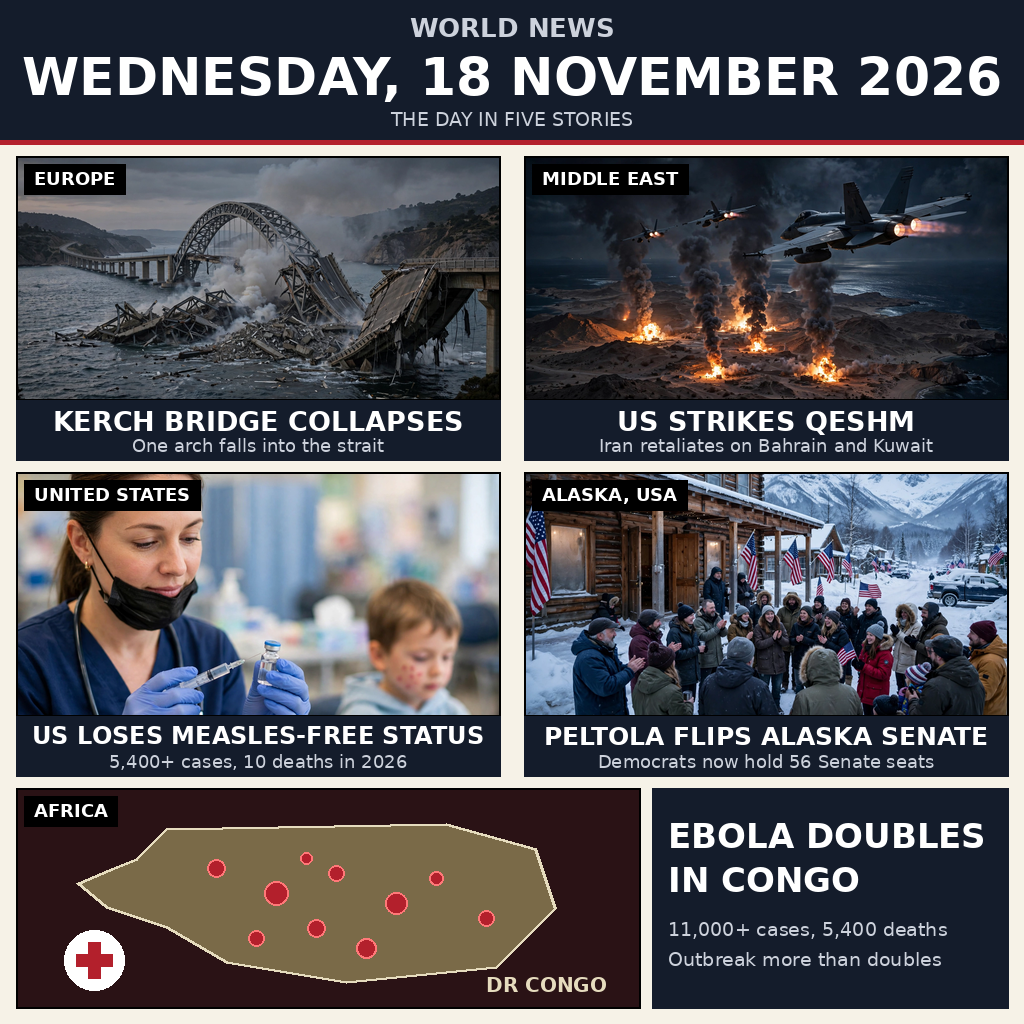 WORLD NEWS
WEDNESDAY, 18 NOVEMBER 2026
THE DAY IN FIVE STORIES
EUROPE
KERCH BRIDGE COLLAPSES
One arch falls into the strait
MIDDLE EAST
US STRIKES QESHM
Iran retaliates on Bahrain and Kuwait
UNITED STATES
US LOSES MEASLES-FREE STATUS
5,400+ cases, 10 deaths in 2026
ALASKA, USA
PELTOLA FLIPS ALASKA SENATE
Democrats now hold 56 Senate seats
AFRICA
DR CONGO
EBOLA DOUBLES
IN CONGO
11,000+ cases, 5,400 deaths
Outbreak more than doubles